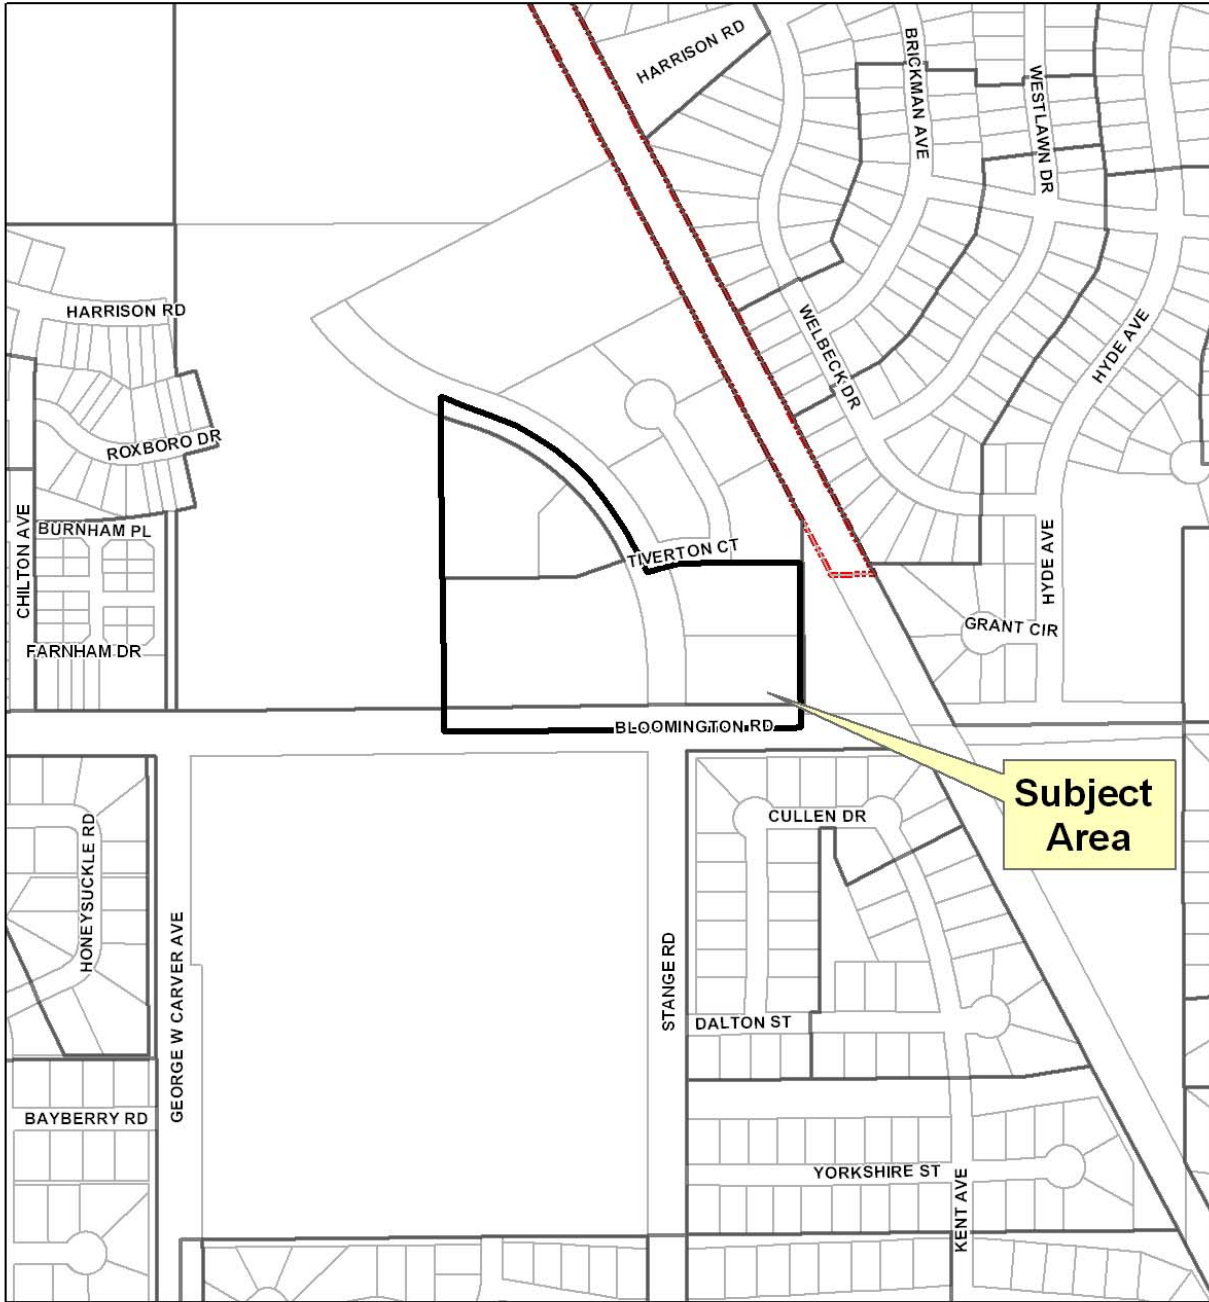 HARRISON RD
BRICKMAN AVE
WESTLAWN DR
HARRISON RD
WELBECK DR
HYDE AVE
ROXBORO DR
CHILTON AVE
BURNHAM PL
TIVERTON CT
HYDE AVE
GRANT CIR
FARNHAM DR
BLOOMINGTON RD
Subject
Area
CULLEN DR
HONEYSUCKLE RD
GEORGE W CARVER AVE
STANGE RD
DALTON ST
BAYBERRY RD
YORKSHIRE ST
KENT AVE